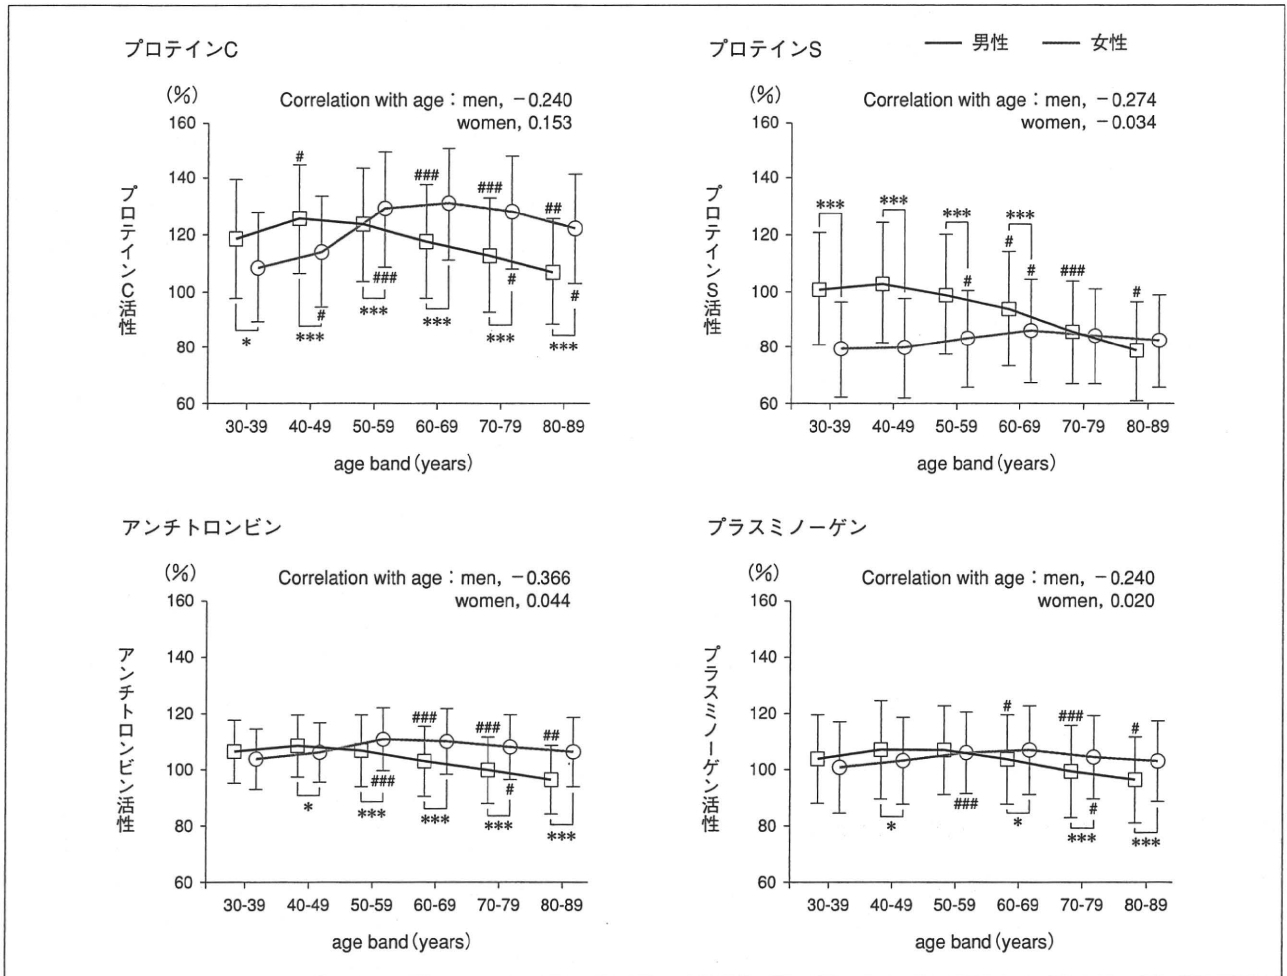 プロテインC
(%)
Correlation with age：men, −0.240
women, 0.153
160
140
120
100
80
60
プロテインC活性
#
###
###
##
###
#
#
#
*
***
***
***
***
***
30-39 40-49 50-59 60-69 70-79 80-89
age band (years)
プロテインS
男性 女性
(%)
Correlation with age：men, −0.274
women, −0.034
160
140
120
100
80
60
プロテインS活性
***
***
***
***
#
#
#
###
#
30-39 40-49 50-59 60-69 70-79 80-89
age band (years)
アンチトロンビン
(%)
Correlation with age：men, −0.366
women, 0.044
160
140
120
100
80
60
アンチトロンビン活性
###
###
##
###
#
*
***
***
***
***
30-39 40-49 50-59 60-69 70-79 80-89
age band (years)
プラスミノーゲン
(%)
Correlation with age：men, −0.240
women, 0.020
160
140
120
100
80
60
プラスミノーゲン活性
#
###
#
###
#
*
*
***
***
30-39 40-49 50-59 60-69 70-79 80-89
age band (years)